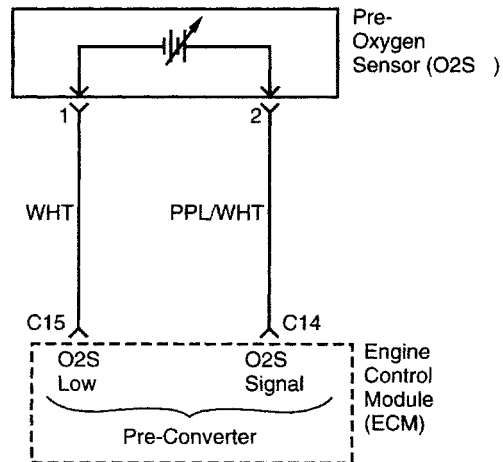 Pre-
Oxygen
Sensor (O2S )
1 2
WHT PPL/WHT
C15 C14
O2S O2S
Low Signal
Pre-Converter
Engine
Control
Module
(ECM)